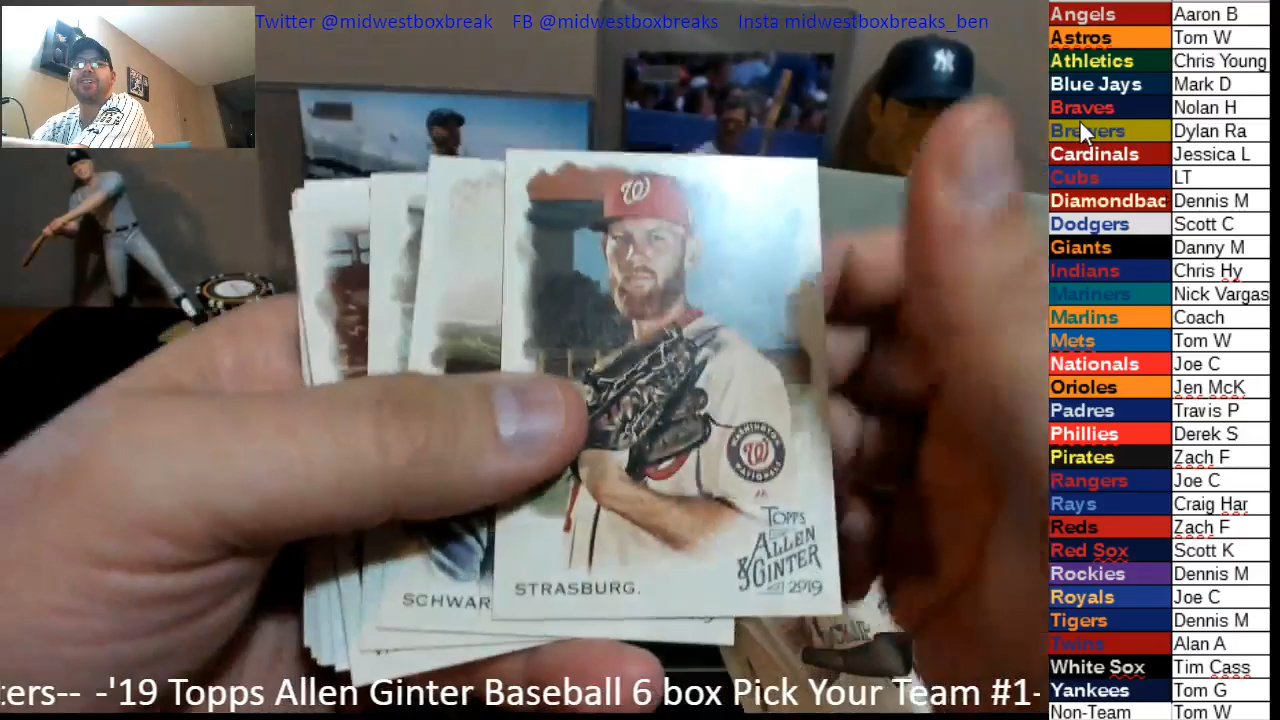 Twitter @midwestboxbreak FB @midwestboxbreaks Insta midwestboxbreaks_ben
Angels Aaron B
Astros Tom W
Athletics Chris Young
Blue Jays Mark D
Braves Nolan H
Brewers Dylan Ra
Cardinals Jessica L
Cubs LT
Diamondbac Dennis M
Dodgers Scott C
Giants Danny M
Indians Chris Hy
Mariners Nick Vargas
Marlins Coach
Mets Tom W
Nationals Joe C
Orioles Jen McK
Padres Travis P
Phillies Derek S
Pirates Zach F
Rangers Joe C
Rays Craig Har
Reds Zach F
Red Sox Scott K
Rockies Dennis M
Royals Joe C
Tigers Dennis M
Twins Alan A
White Sox Tim Cass
Yankees Tom G
Non-Team Tom W
W
WASHINGTON
W
NATIONALS
TOPPS
ALLEN
& GINTER
2019
STRASBURG.
SCHWAR
ters-- -'19 Topps Allen Ginter Baseball 6 box Pick Your Team #1-